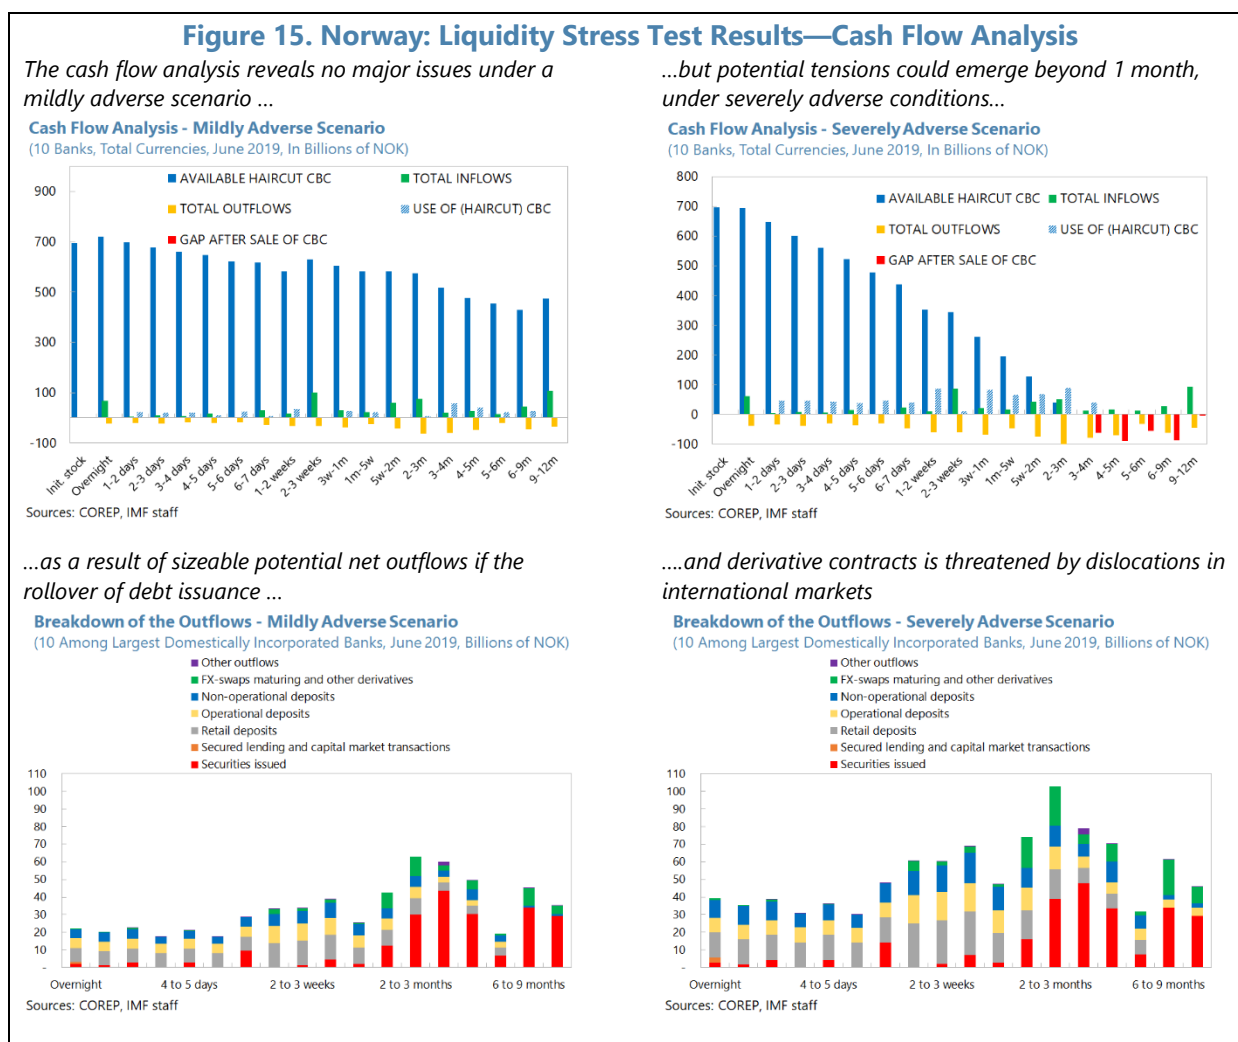 Figure 15. Norway: Liquidity Stress Test Results—Cash Flow Analysis
The cash flow analysis reveals no major issues under a
mildly adverse scenario ...
Cash Flow Analysis - Mildly Adverse Scenario
(10 Banks, Total Currencies, June 2019, In Billions of NOK)
AVAILABLE HAIRCUT CBC
TOTAL INFLOWS
TOTAL OUTFLOWS
USE OF (HAIRCUT) CBC
GAP AFTER SALE OF CBC
900
700
500
300
100
-100
Init. stock
Overnight
1-2 days
2-3 days
3-4 days
4-5 days
5-6 days
6-7 days
1-2 weeks
2-3 weeks
3w-1m
1m-5w
5w-2m
2-3m
3-4m
4-5m
5-6m
6-9m
9-12m
Sources: COREP, IMF staff
...but potential tensions could emerge beyond 1 month,
under severely adverse conditions...
Cash Flow Analysis - Severely Adverse Scenario
(10 Banks, Total Currencies, June 2019, In Billions of NOK)
AVAILABLE HAIRCUT CBC
TOTAL INFLOWS
TOTAL OUTFLOWS
USE OF (HAIRCUT) CBC
GAP AFTER SALE OF CBC
800
700
600
500
400
300
200
100
0
-100
Init. stock
Overnight
1-2 days
2-3 days
3-4 days
4-5 days
5-6 days
6-7 days
1-2 weeks
2-3 weeks
3w-1m
1m-5w
5w-2m
2-3m
3-4m
4-5m
5-6m
6-9m
9-12m
Sources: COREP, IMF staff
...as a result of sizeable potential net outflows if the
rollover of debt issuance ...
Breakdown of the Outflows - Mildly Adverse Scenario
(10 Among Largest Domestically Incorporated Banks, June 2019, Billions of NOK)
Other outflows
FX-swaps maturing and other derivatives
Non-operational deposits
Operational deposits
Retail deposits
Secured lending and capital market transactions
Securities issued
110
100
90
80
70
60
50
40
30
20
10
-
Overnight
4 to 5 days
2 to 3 weeks
2 to 3 months
6 to 9 months
Sources: COREP, IMF staff
....and derivative contracts is threatened by dislocations in
international markets
Breakdown of the Outflows - Severely Adverse Scenario
(10 Among Largest Domestically Incorporated Banks, June 2019, Billions of NOK)
Other outflows
FX-swaps maturing and other derivatives
Non-operational deposits
Operational deposits
Retail deposits
Secured lending and capital market transactions
Securities issued
110
100
90
80
70
60
50
40
30
20
10
-
Overnight
4 to 5 days
2 to 3 weeks
2 to 3 months
6 to 9 months
Sources: COREP, IMF staff